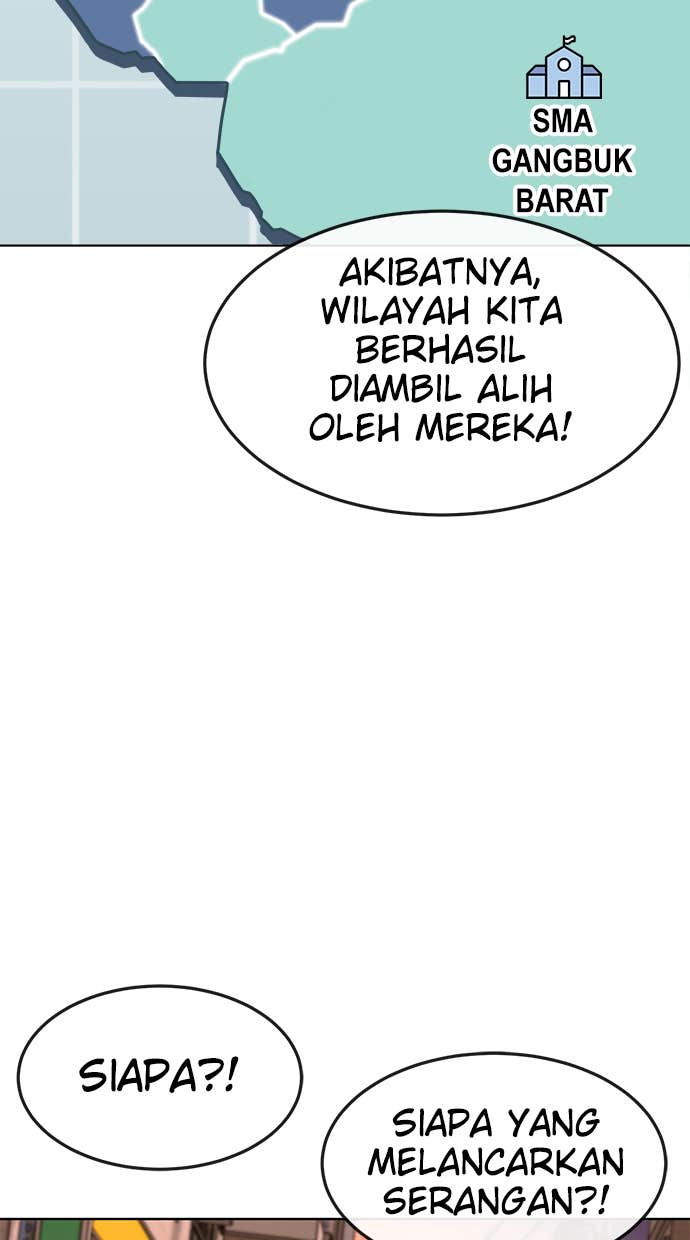 SMA
GANGBUK
BARAT
AKIBATNYA,
WILAYAH KITA
BERHASIL
DIAMBIL ALIH
OLEH MEREKA!
SIAPA?!
SIAPA YANG
MELANCARKAN
SERANGAN?!